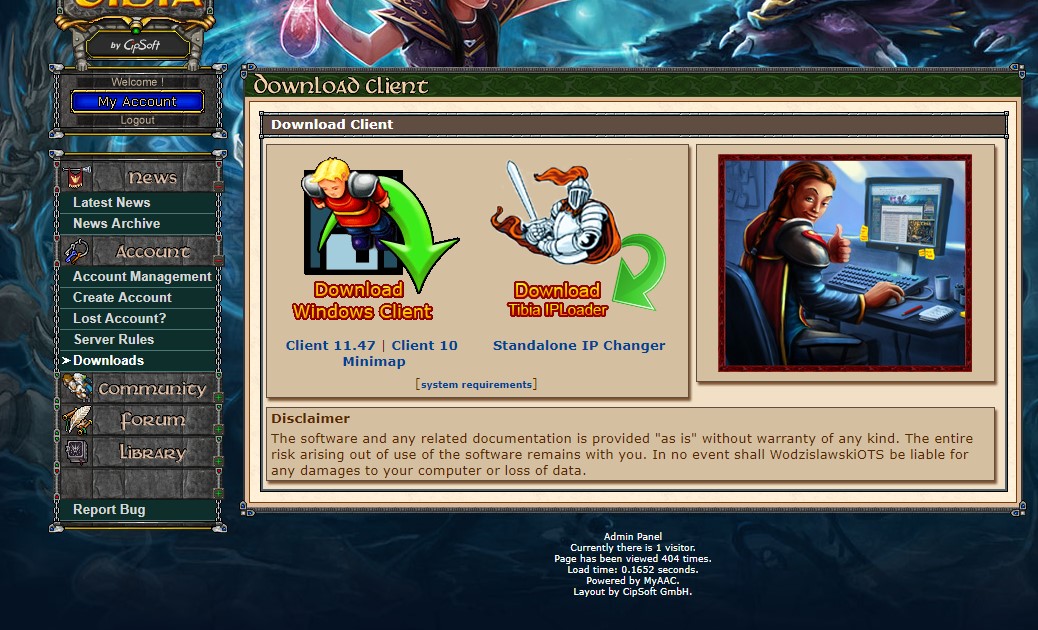 TIBIA
by CipSoft
Welcome !
My Account
Logout
News
Latest News
News Archive
Account
Account Management
Create Account
Lost Account?
Server Rules
Downloads
Community
Forum
Library
Report Bug
Download Client
Download Client
Download
Windows Client
Client 11.47 | Client 10
Minimap
Download
Tibia IPLoader
Standalone IP Changer
[system requirements]
Disclaimer
The software and any related documentation is provided "as is" without warranty of any kind. The entire
risk arising out of use of the software remains with you. In no event shall WodzislawskiOTS be liable for
any damages to your computer or loss of data.
Admin Panel
Currently there is 1 visitor.
Page has been viewed 404 times.
Load time: 0.1652 seconds.
Powered by MyAAC.
Layout by CipSoft GmbH.